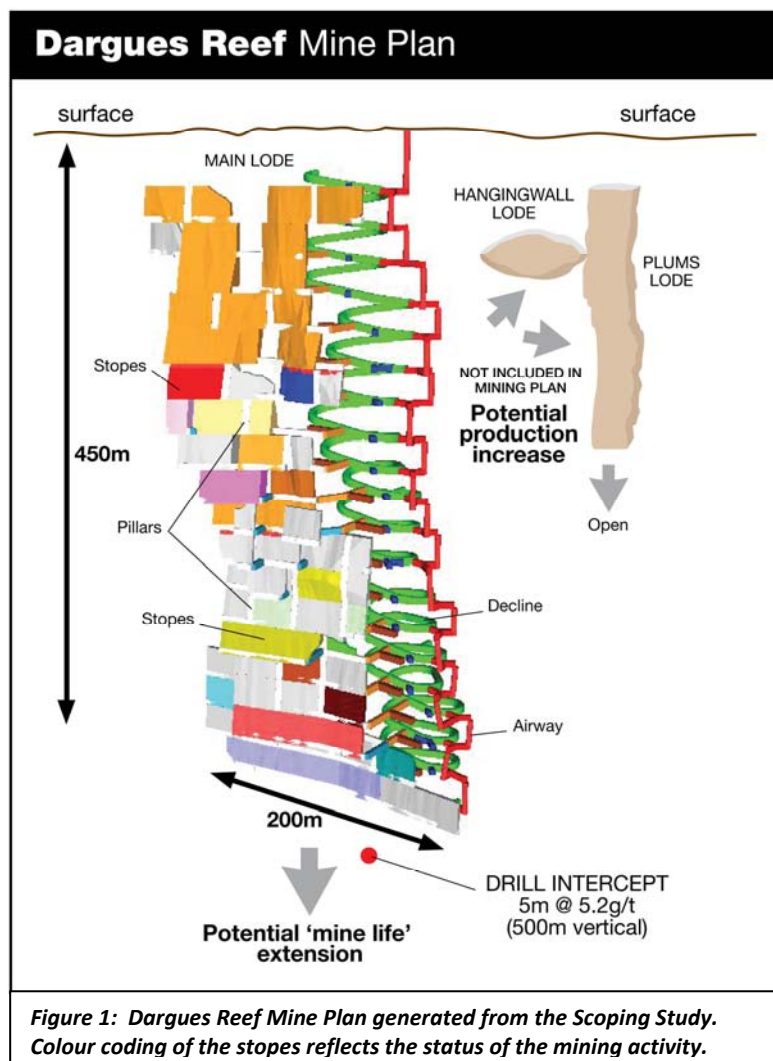 Dargues Reef Mine Plan
surface
surface
MAIN LODE
HANGINGWALL
LODE
PLUMS
LODE
Stopes
NOT INCLUDED IN
MINING PLAN
Potential
production
increase
450m
Pillars
Open
Decline
Stopes
Airway
200m
DRILL INTERCEPT
5m @ 5.2g/t
(500m vertical)
Potential ‘mine life’
extension
Figure 1: Dargues Reef Mine Plan generated from the Scoping Study.
Colour coding of the stopes reflects the status of the mining activity.